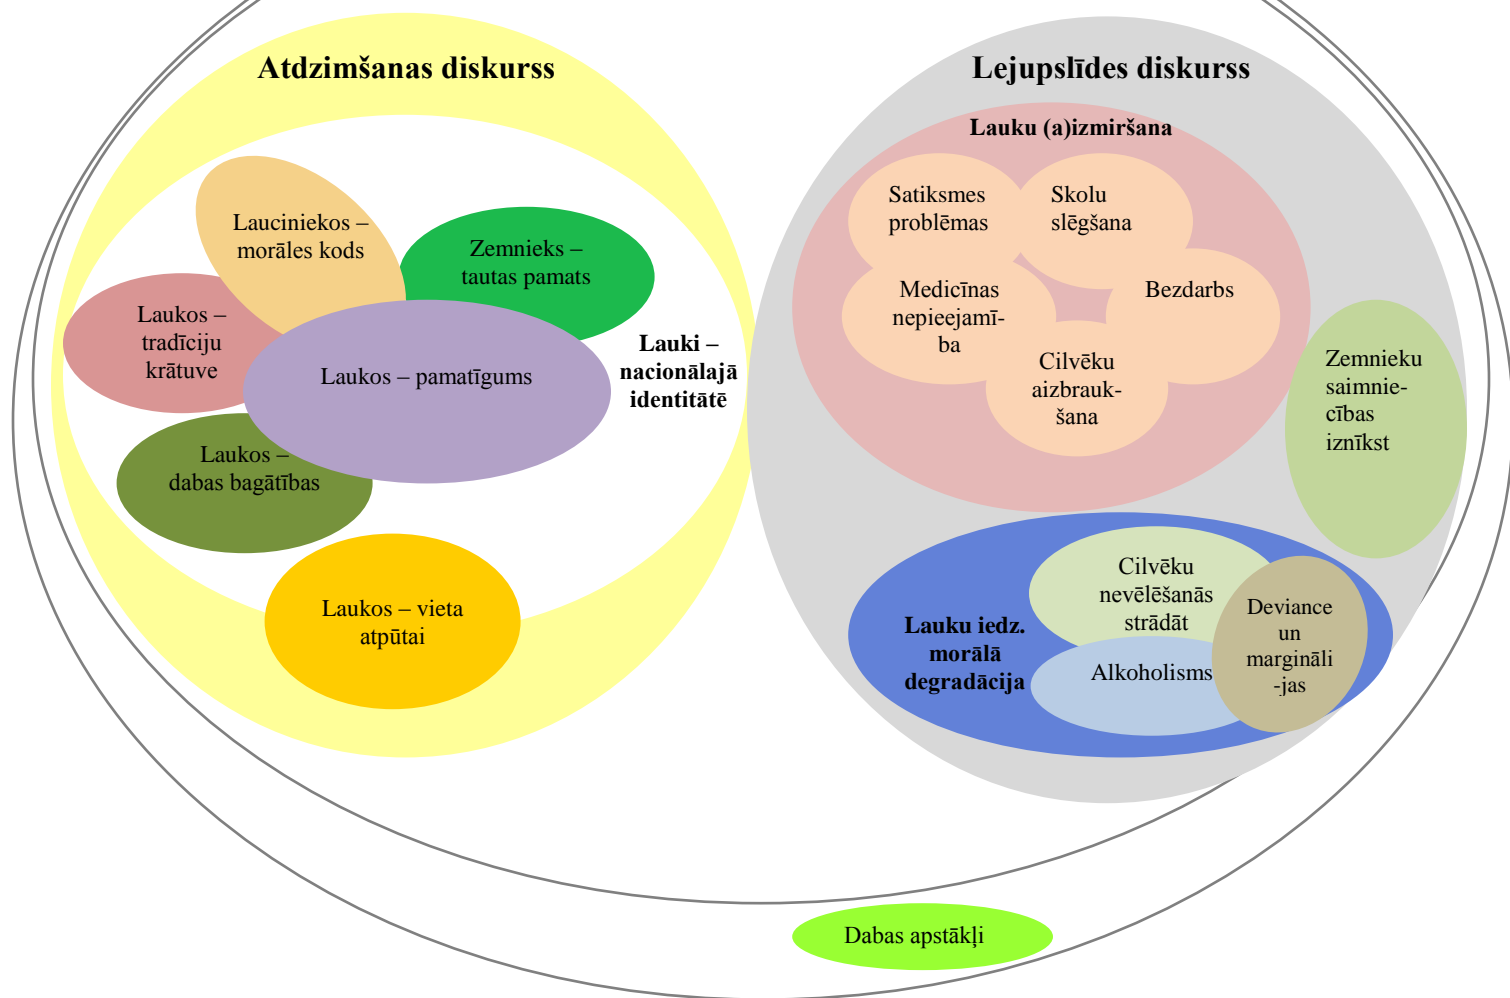 Atdzimšanas diskurss
Lauciniekos –
morāles kods
Zemnieks –
tautas pamats
Laukos –
tradīciju
krātuve
Laukos – pamatīgums
Lauki –
nacionālajā
identitātē
Laukos –
dabas bagātības
Laukos – vieta
atpūtai
Lejupslīdes diskurss
Lauku (a)izmiršana
Satiksmes
problēmas
Skolu
slēgšana
Medicīnas
nepieejamī-
ba
Bezdarbs
Cilvēku
aizbrauk-
šana
Zemnieku
saimnie-
cības
iznīkst
Lauku iedz.
morālā
degradācija
Cilvēku
nevēlēšanās
strādāt
Alkoholisms
Deviance
un
margināli
-jas
Dabas apstākļi